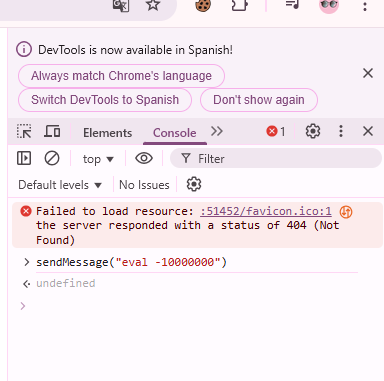 DevTools is now available in Spanish!
Always match Chrome's language
Switch DevTools to Spanish
Don't show again
Elements
Console
1
top
Filter
Default levels
No Issues
Failed to load resource: :51452/favicon.ico:1
the server responded with a status of 404 (Not
Found)
sendMessage("eval -10000000")
undefined